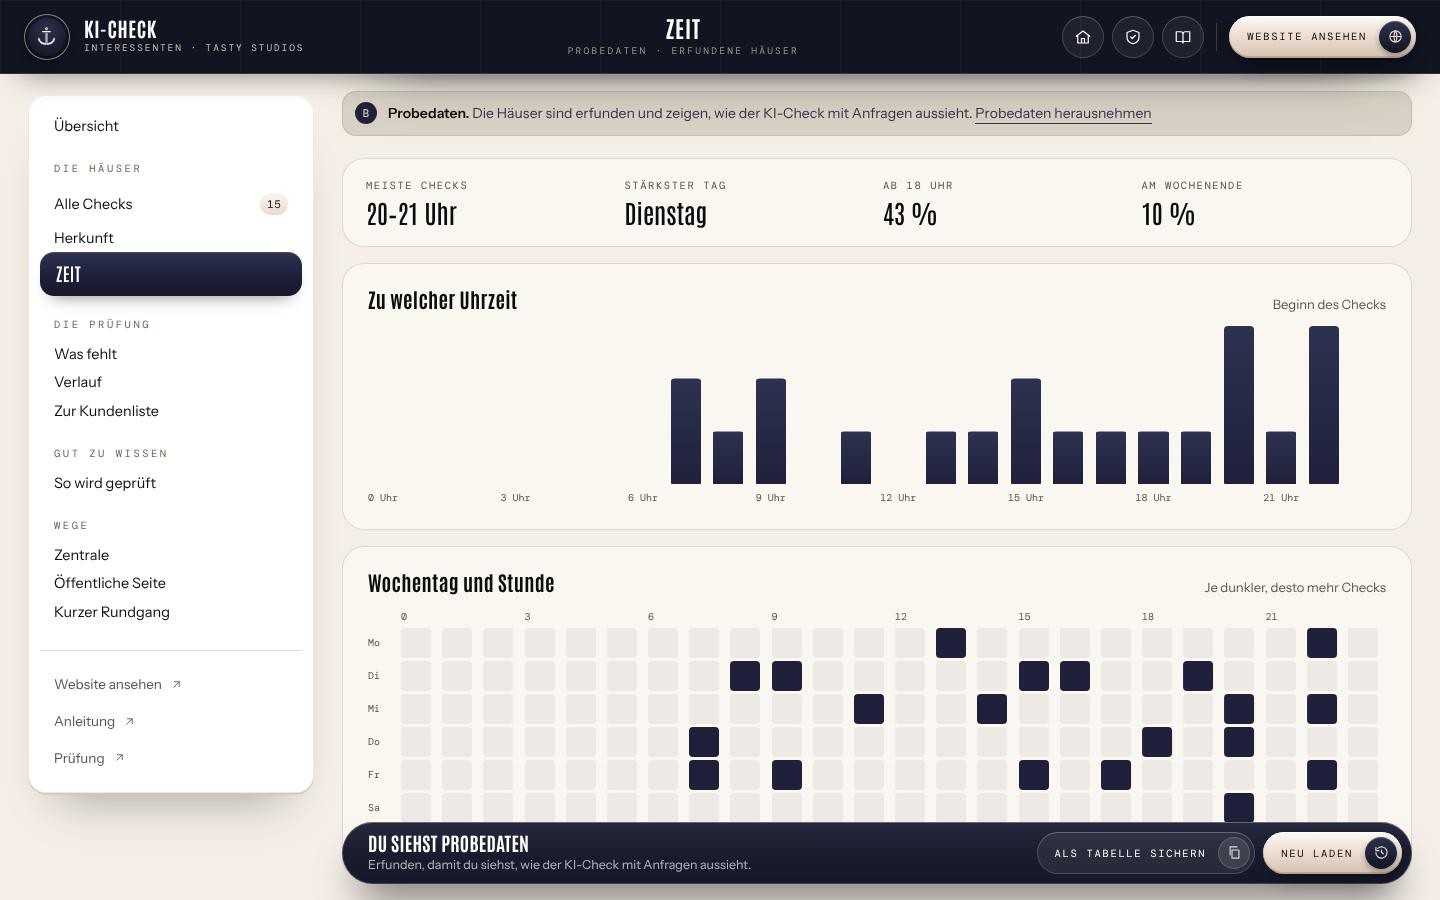 KI-CHECK
INTERESSENTEN · TASTY STUDIOS
ZEIT
PROBEDATEN · ERFUNDENE HÄUSER
WEBSITE ANSEHEN
Übersicht
DIE HÄUSER
Alle Checks 15
Herkunft
ZEIT
DIE PRÜFUNG
Was fehlt
Verlauf
Zur Kundenliste
GUT ZU WISSEN
So wird geprüft
WEGE
Zentrale
Öffentliche Seite
Kurzer Rundgang
Website ansehen
Anleitung
Prüfung
B Probedaten. Die Häuser sind erfunden und zeigen, wie der KI-Check mit Anfragen aussieht. Probedaten herausnehmen
MEISTE CHECKS
20–21 Uhr
STÄRKSTER TAG
Dienstag
AB 18 UHR
43 %
AM WOCHENENDE
10 %
Zu welcher Uhrzeit
Beginn des Checks
0 Uhr 3 Uhr 6 Uhr 9 Uhr 12 Uhr 15 Uhr 18 Uhr 21 Uhr
Wochentag und Stunde
Je dunkler, desto mehr Checks
0 3 6 9 12 15 18 21
Mo
Di
Mi
Do
Fr
Sa
DU SIEHST PROBEDATEN
Erfunden, damit du siehst, wie der KI-Check mit Anfragen aussieht.
ALS TABELLE SICHERN
NEU LADEN